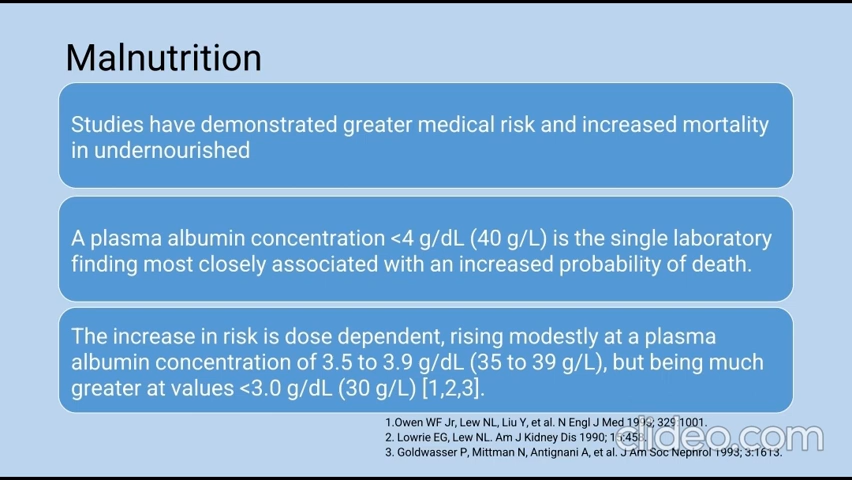 Malnutrition
Studies have demonstrated greater medical risk and increased mortality
in undernourished
A plasma albumin concentration <4 g/dL (40 g/L) is the single laboratory
finding most closely associated with an increased probability of death.
The increase in risk is dose dependent, rising modestly at a plasma
albumin concentration of 3.5 to 3.9 g/dL (35 to 39 g/L), but being much
greater at values <3.0 g/dL (30 g/L) [1,2,3].
1.Owen WF Jr, Lew NL, Liu Y, et al. N Engl J Med 1993; 329:1001.
2. Lowrie EG, Lew NL. Am J Kidney Dis 1990; 15:458.
3. Goldwasser P, Mittman N, Antignani A, et al. J Am Soc Nephrol 1993; 3:1613.
clideo.com